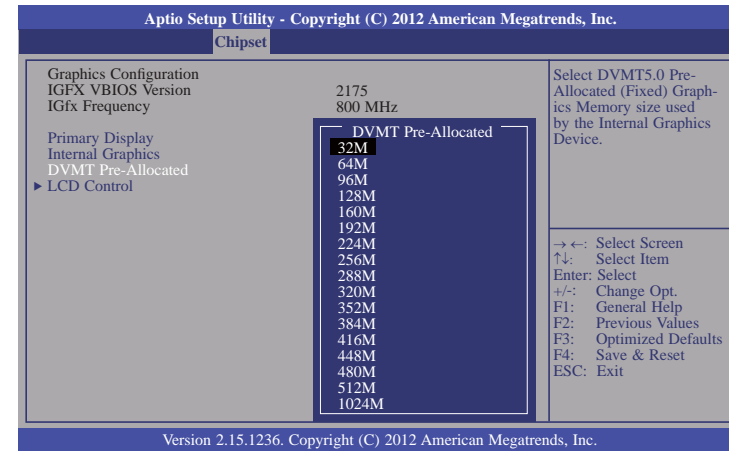 Aptio Setup Utility - Copyright (C) 2012 American Megatrends, Inc.
Chipset
Graphics Configuration
IGFX VBIOS Version 2175
IGfx Frequency 800 MHz
Primary Display
Internal Graphics
DVMT Pre-Allocated
▶ LCD Control
DVMT Pre-Allocated
32M
64M
96M
128M
160M
192M
224M
256M
288M
320M
352M
384M
416M
448M
480M
512M
1024M
Select DVMT5.0 Pre-
Allocated (Fixed) Graph-
ics Memory size used
by the Internal Graphics
Device.
→←: Select Screen
↑↓: Select Item
Enter: Select
+/-: Change Opt.
F1: General Help
F2: Previous Values
F3: Optimized Defaults
F4: Save & Reset
ESC: Exit
Version 2.15.1236. Copyright (C) 2012 American Megatrends, Inc.